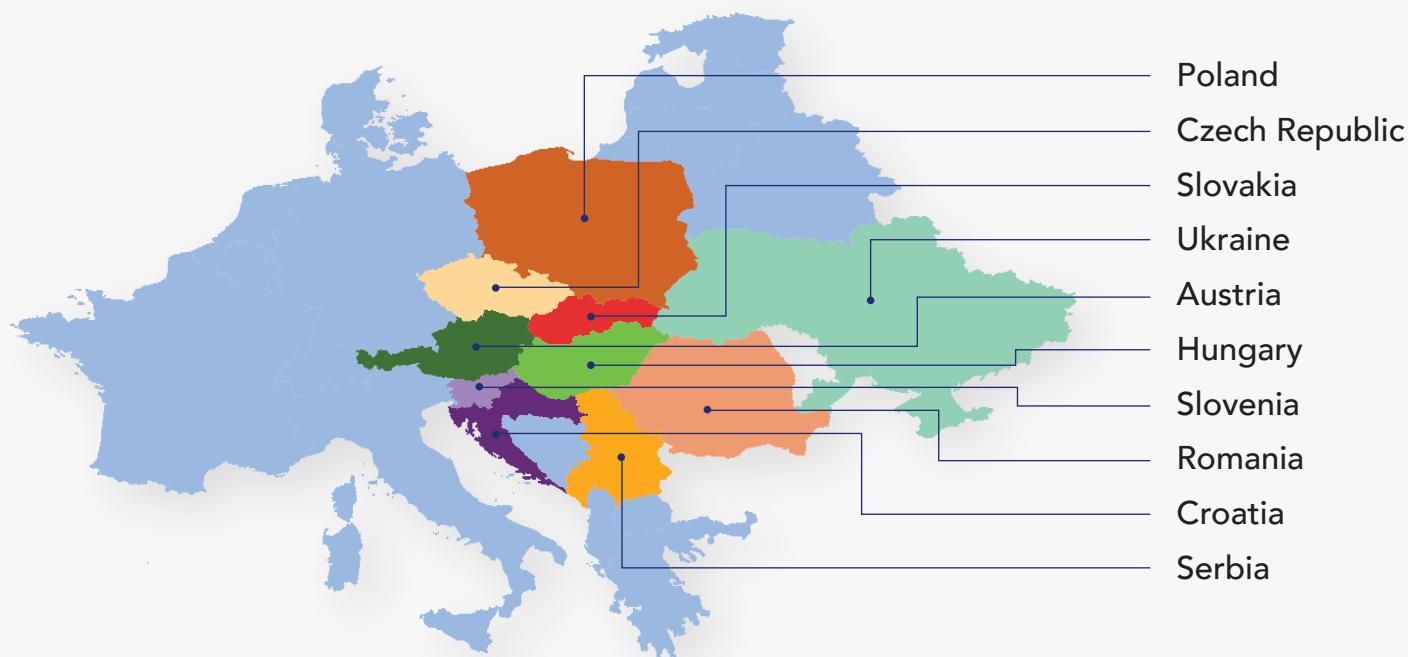 Poland
Czech Republic
Slovakia
Ukraine
Austria
Hungary
Slovenia
Romania
Croatia
Serbia